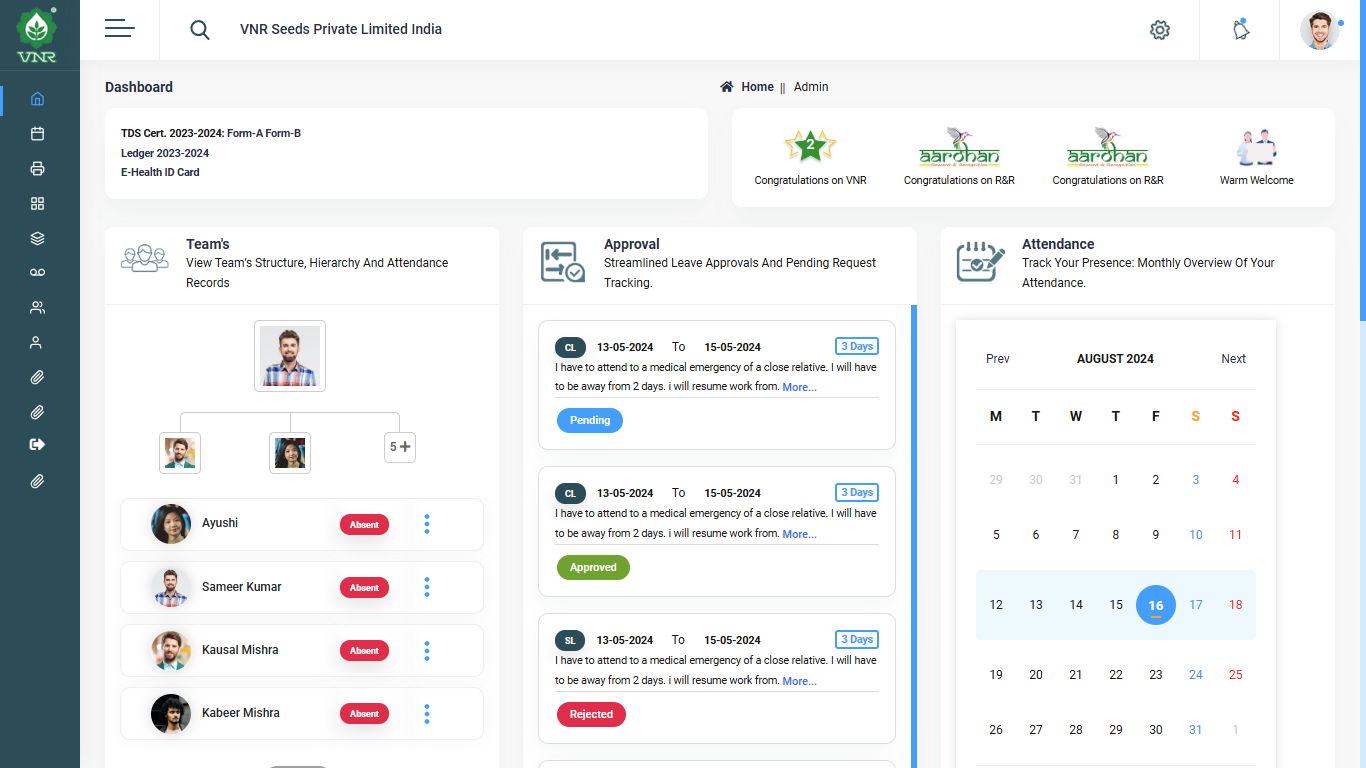 VNR
VNR Seeds Private Limited India
Dashboard
Home || Admin
TDS Cert. 2023-2024: Form-A Form-B
Ledger 2023-2024
E-Health ID Card
2
aardhan
Reward & Recognition
aardhan
Reward & Recognition
Congratulations on VNR
Congratulations on R&R
Congratulations on R&R
Warm Welcome
Team's
View Team's Structure, Hierarchy And Attendance
Records
5+
Ayushi Absent
Sameer Kumar Absent
Kausal Mishra Absent
Kabeer Mishra Absent
Approval
Streamlined Leave Approvals And Pending Request
Tracking.
CL 13-05-2024 To 15-05-2024 3 Days
I have to attend to a medical emergency of a close relative. I will have
to be away from 2 days. i will resume work from. More...
Pending
CL 13-05-2024 To 15-05-2024 3 Days
I have to attend to a medical emergency of a close relative. I will have
to be away from 2 days. i will resume work from. More...
Approved
SL 13-05-2024 To 15-05-2024 3 Days
I have to attend to a medical emergency of a close relative. I will have
to be away from 2 days. i will resume work from. More...
Rejected
Attendance
Track Your Presence: Monthly Overview Of Your
Attendance.
Prev AUGUST 2024 Next
M T W T F S S
29 30 31 1 2 3 4
5 6 7 8 9 10 11
12 13 14 15 16 17 18
19 20 21 22 23 24 25
26 27 28 29 30 31 1